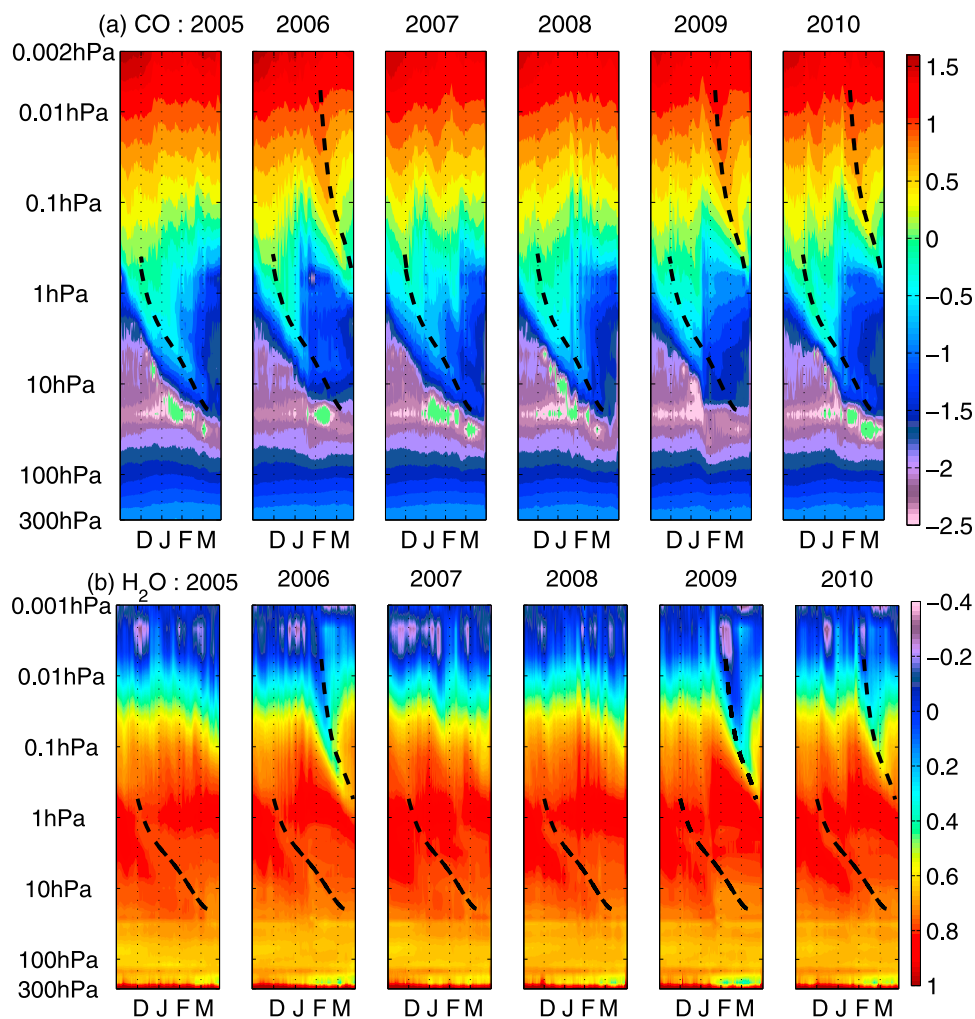 (a) CO : 2005 2006 2007 2008 2009 2010
0.002hPa
0.01hPa
0.1hPa
1hPa
10hPa
100hPa
300hPa
D J F M D J F M D J F M D J F M D J F M D J F M
1.5
1
0.5
0
−0.5
−1
−1.5
−2
−2.5
(b) H2O : 2005 2006 2007 2008 2009 2010
0.001hPa
0.01hPa
0.1hPa
1hPa
10hPa
100hPa
300hPa
D J F M D J F M D J F M D J F M D J F M D J F M
−0.4
−0.2
0
0.2
0.4
0.6
0.8
1